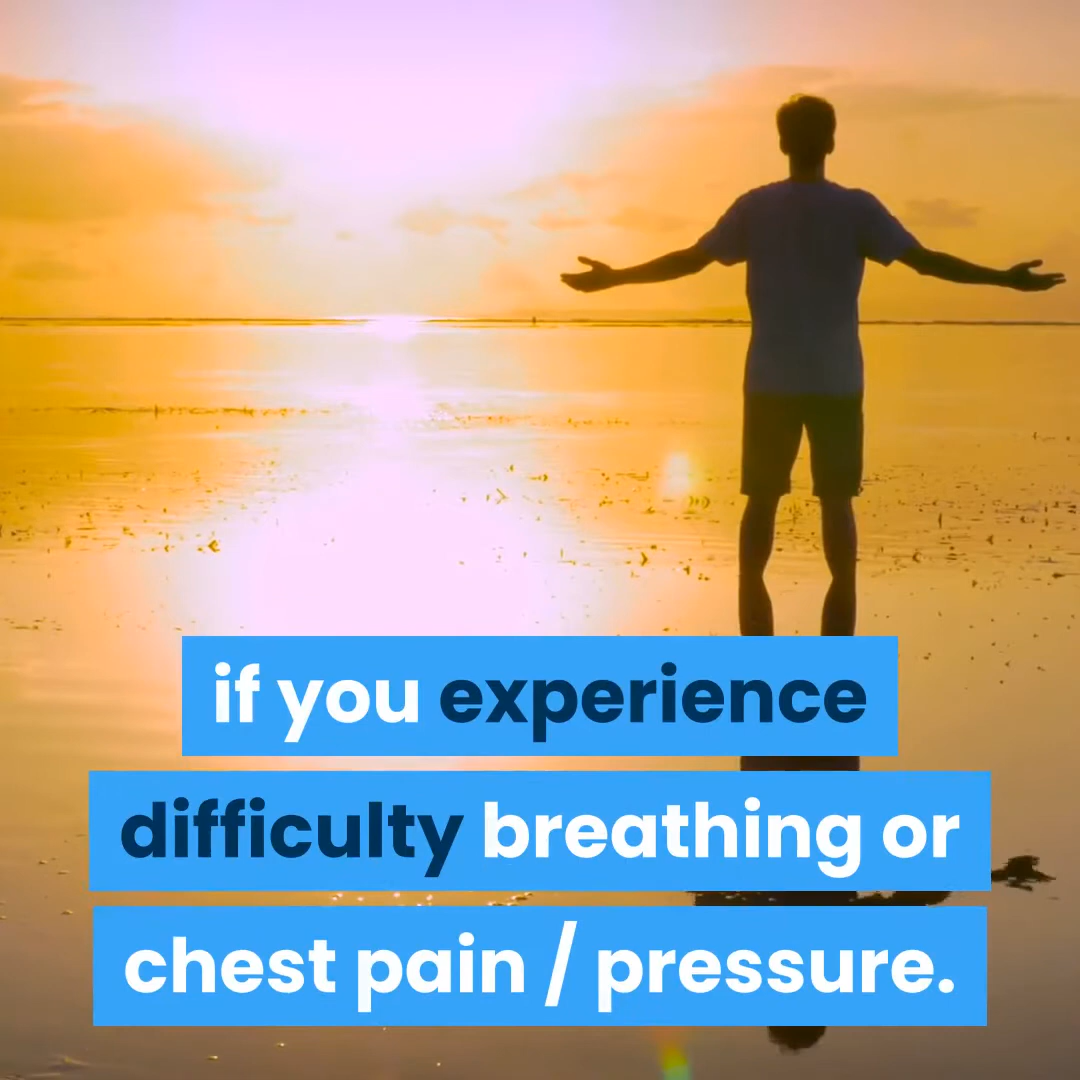 if you experience
difficulty breathing or
chest pain / pressure.